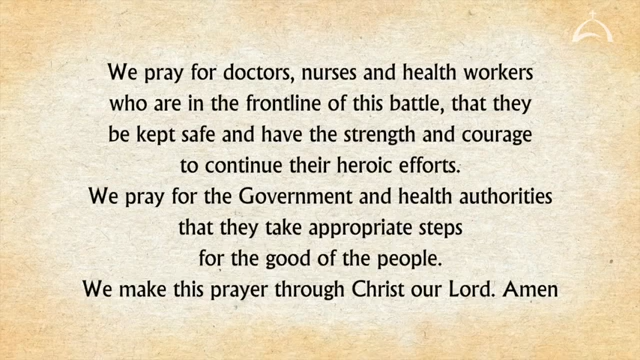 We pray for doctors, nurses and health workers
who are in the frontline of this battle, that they
be kept safe and have the strength and courage
to continue their heroic efforts.
We pray for the Government and health authorities
that they take appropriate steps
for the good of the people.
We make this prayer through Christ our Lord. Amen